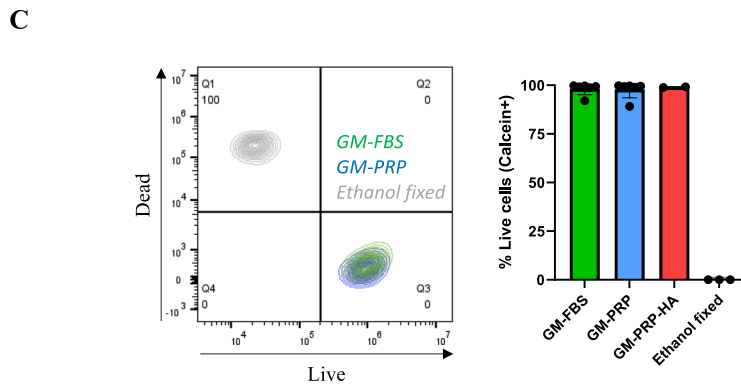 C
10^7
10^6
10^5
10^4
10^3
0
-10^3
Q1
100
Q2
0
GM-FBS
GM-PRP
Ethanol fixed
Q4
0
Q3
0
10^4
10^5
10^6
10^7
Dead
Live
% Live cells (Calcein+)
100
75
50
25
0
GM-FBS
GM-PRP
GM-PRP-HA
Ethanol fixed